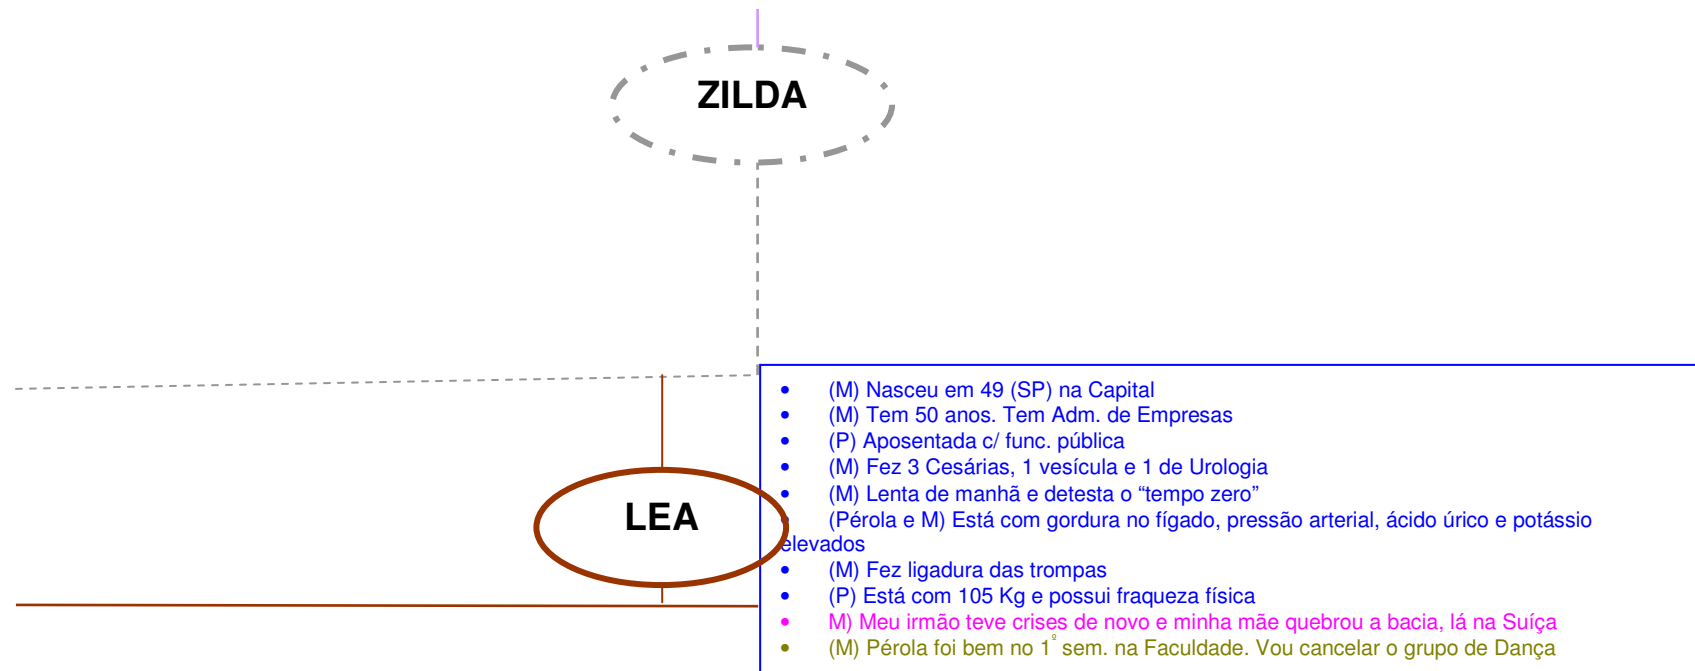 ZILDA
• (M) Nasceu em 49 (SP) na Capital
• (M) Tem 50 anos. Tem Adm. de Empresas
• (P) Aposentada c/ func. pública
• (M) Fez 3 Cesárias, 1 vesícula e 1 de Urologia
• (M) Lenta de manhã e detesta o “tempo zero”
LEA
• (Pérola e M) Está com gordura no fígado, pressão arterial, ácido úrico e potássio
elevados
• (M) Fez ligadura das trompas
• (P) Está com 105 Kg e possui fraqueza física
• M) Meu irmão teve crises de novo e minha mãe quebrou a bacia, lá na Suíça
• (M) Pérola foi bem no 1º sem. na Faculdade. Vou cancelar o grupo de Dança